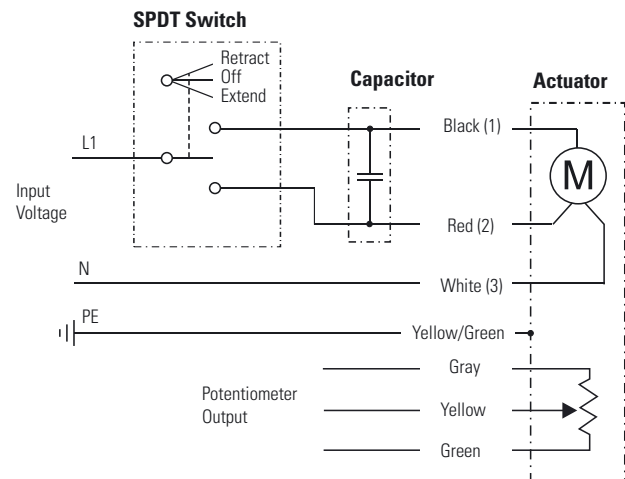 SPDT Switch
Retract
Off
Extend
Capacitor
Actuator
L1
Black (1)
M
Input
Voltage
Red (2)
N
White (3)
PE
Yellow/Green
Gray
Potentiometer
Output
Yellow
Green